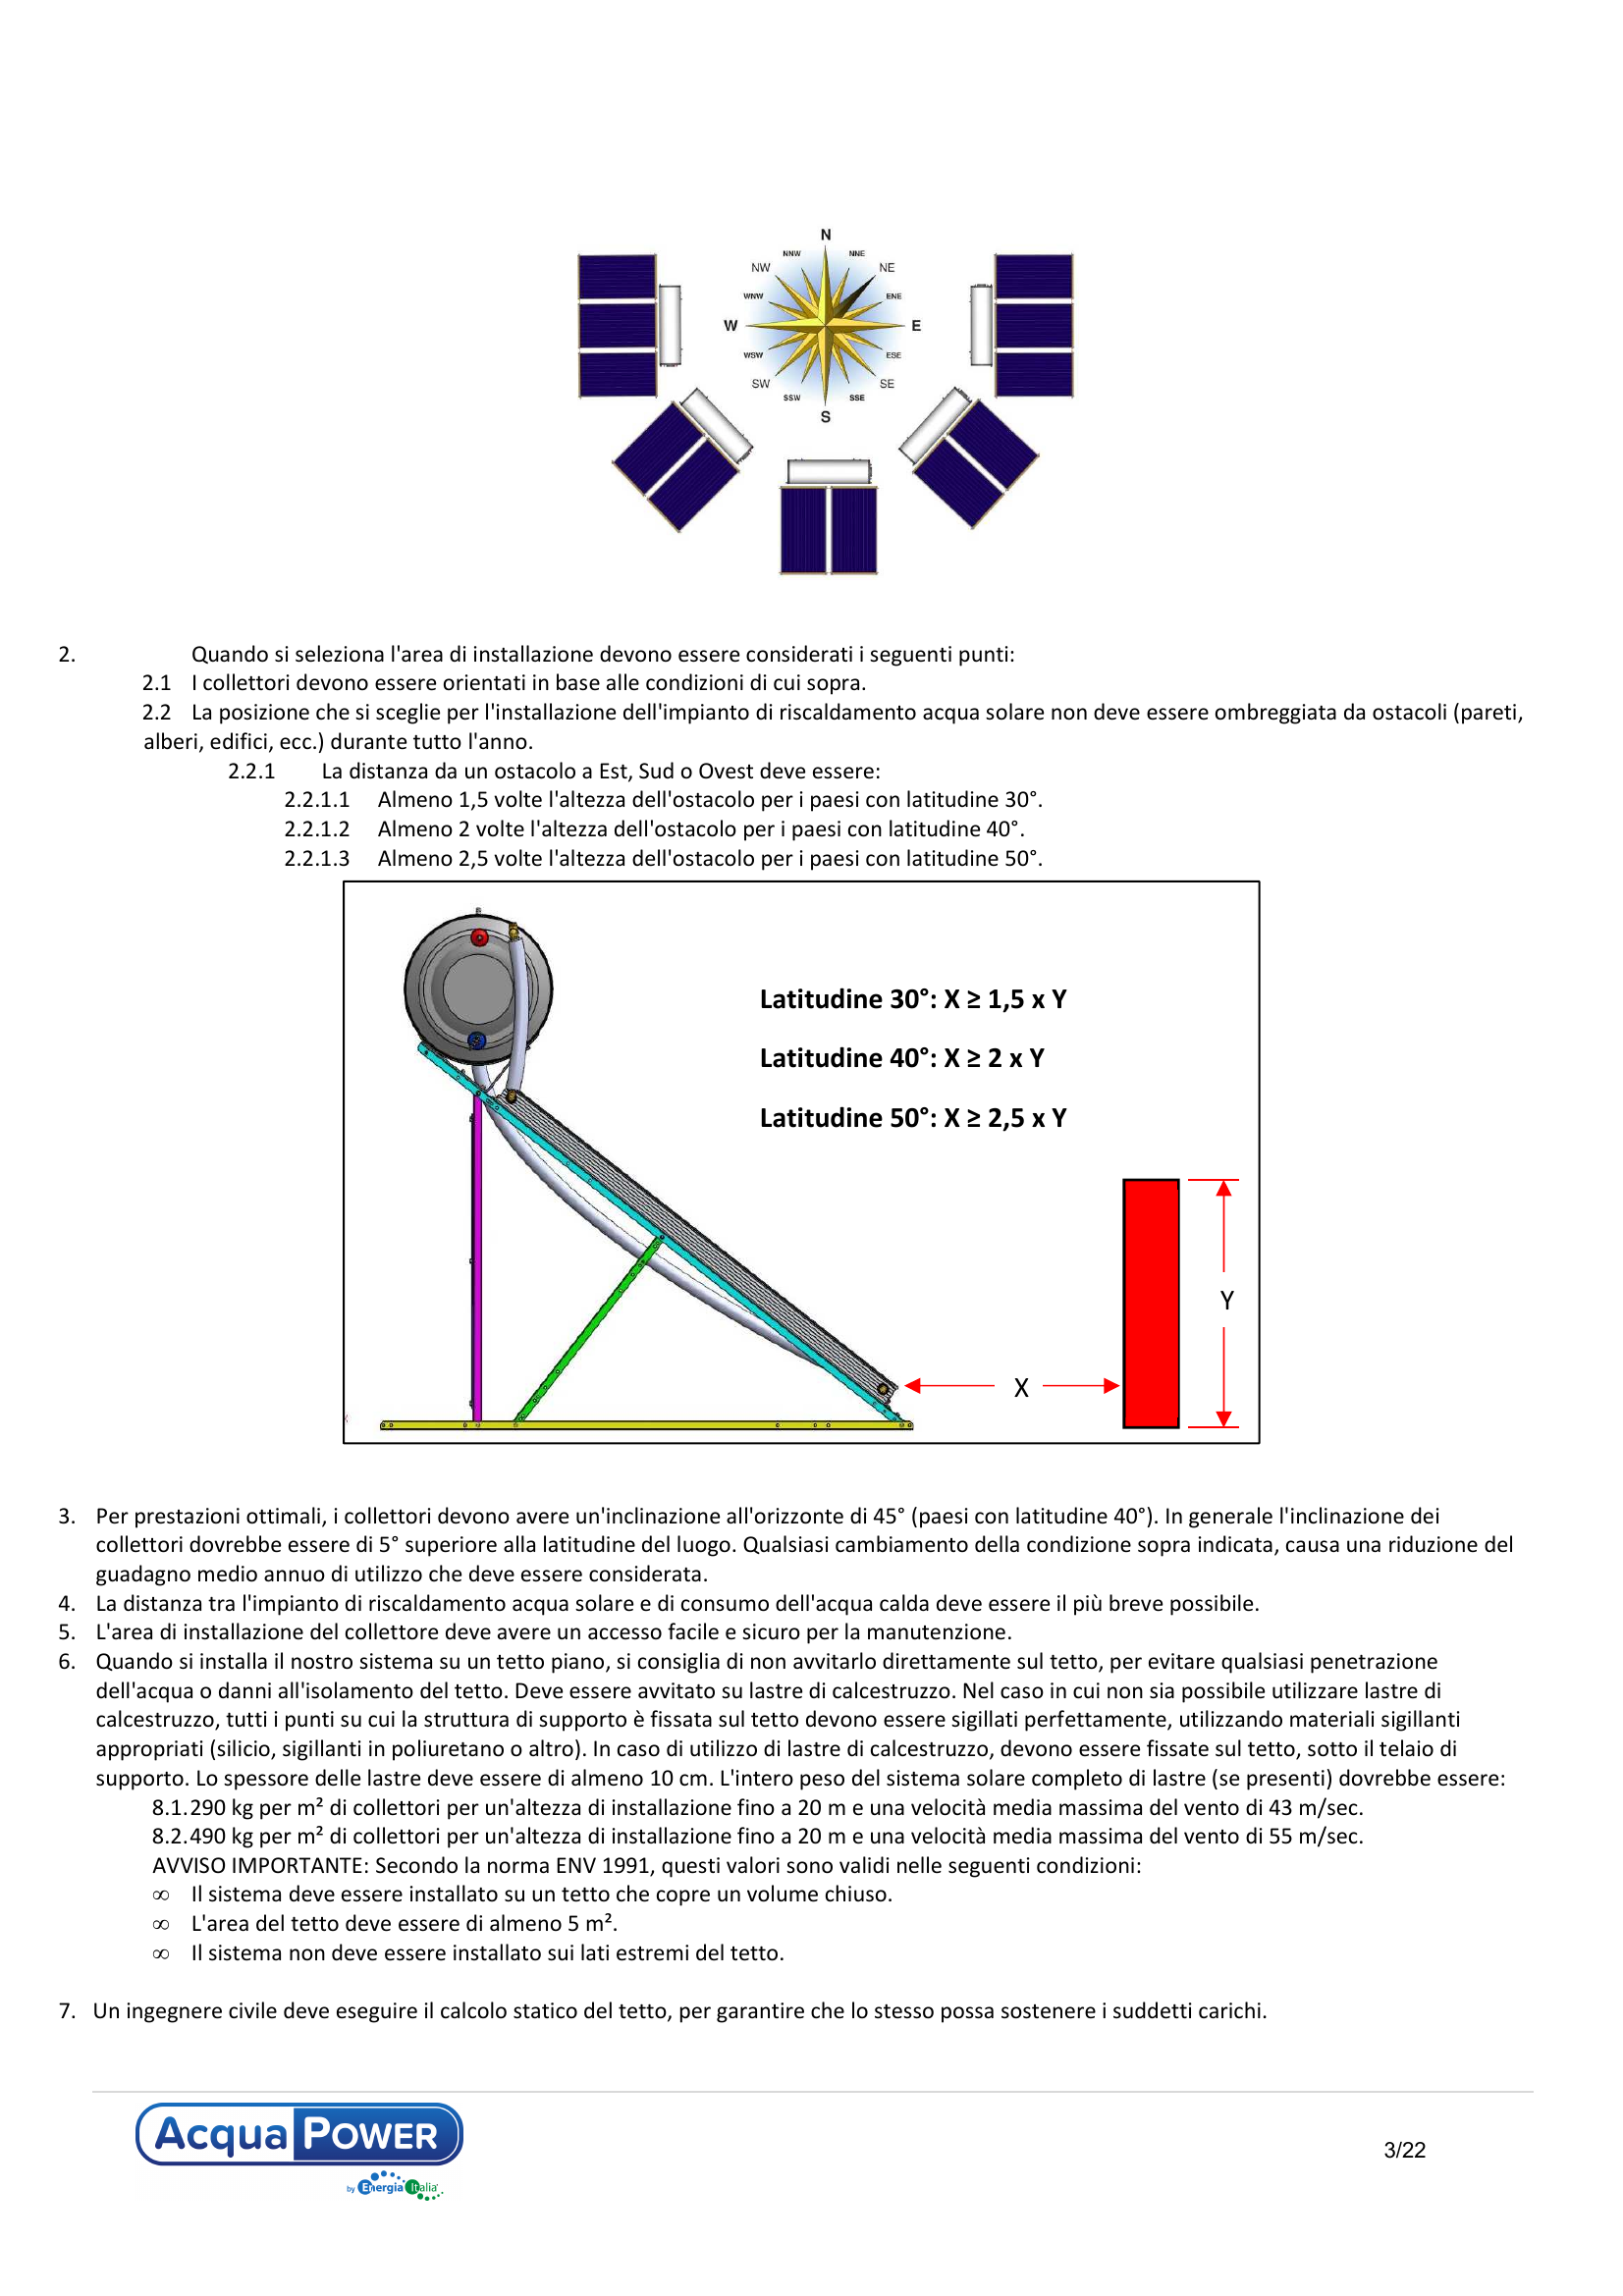 N
NNW NNE
NW NE
WNW ENE
W E
WSW ESE
SW SE
SSW SSE
S
2. Quando si seleziona l'area di installazione devono essere considerati i seguenti punti:
2.1 I collettori devono essere orientati in base alle condizioni di cui sopra.
2.2 La posizione che si sceglie per l'installazione dell'impianto di riscaldamento acqua solare non deve essere ombreggiata da ostacoli (pareti,
alberi, edifici, ecc.) durante tutto l'anno.
2.2.1 La distanza da un ostacolo a Est, Sud o Ovest deve essere:
2.2.1.1 Almeno 1,5 volte l'altezza dell'ostacolo per i paesi con latitudine 30°.
2.2.1.2 Almeno 2 volte l'altezza dell'ostacolo per i paesi con latitudine 40°.
2.2.1.3 Almeno 2,5 volte l'altezza dell'ostacolo per i paesi con latitudine 50°.
Latitudine 30°: X ≥ 1,5 x Y
Latitudine 40°: X ≥ 2 x Y
Latitudine 50°: X ≥ 2,5 x Y
Y
X
3. Per prestazioni ottimali, i collettori devono avere un'inclinazione all'orizzonte di 45° (paesi con latitudine 40°). In generale l'inclinazione dei
collettori dovrebbe essere di 5° superiore alla latitudine del luogo. Qualsiasi cambiamento della condizione sopra indicata, causa una riduzione del
guadagno medio annuo di utilizzo che deve essere considerata.
4. La distanza tra l'impianto di riscaldamento acqua solare e di consumo dell'acqua calda deve essere il più breve possibile.
5. L'area di installazione del collettore deve avere un accesso facile e sicuro per la manutenzione.
6. Quando si installa il nostro sistema su un tetto piano, si consiglia di non avvitarlo direttamente sul tetto, per evitare qualsiasi penetrazione
dell'acqua o danni all'isolamento del tetto. Deve essere avvitato su lastre di calcestruzzo. Nel caso in cui non sia possibile utilizzare lastre di
calcestruzzo, tutti i punti su cui la struttura di supporto è fissata sul tetto devono essere sigillati perfettamente, utilizzando materiali sigillanti
appropriati (silicio, sigillanti in poliuretano o altro). In caso di utilizzo di lastre di calcestruzzo, devono essere fissate sul tetto, sotto il telaio di
supporto. Lo spessore delle lastre deve essere di almeno 10 cm. L'intero peso del sistema solare completo di lastre (se presenti) dovrebbe essere:
8.1.290 kg per m² di collettori per un'altezza di installazione fino a 20 m e una velocità media massima del vento di 43 m/sec.
8.2.490 kg per m² di collettori per un'altezza di installazione fino a 20 m e una velocità media massima del vento di 55 m/sec.
AVVISO IMPORTANTE: Secondo la norma ENV 1991, questi valori sono validi nelle seguenti condizioni:
∞ Il sistema deve essere installato su un tetto che copre un volume chiuso.
∞ L'area del tetto deve essere di almeno 5 m².
∞ Il sistema non deve essere installato sui lati estremi del tetto.
7. Un ingegnere civile deve eseguire il calcolo statico del tetto, per garantire che lo stesso possa sostenere i suddetti carichi.
Acqua POWER
by Energia Italia
3/22